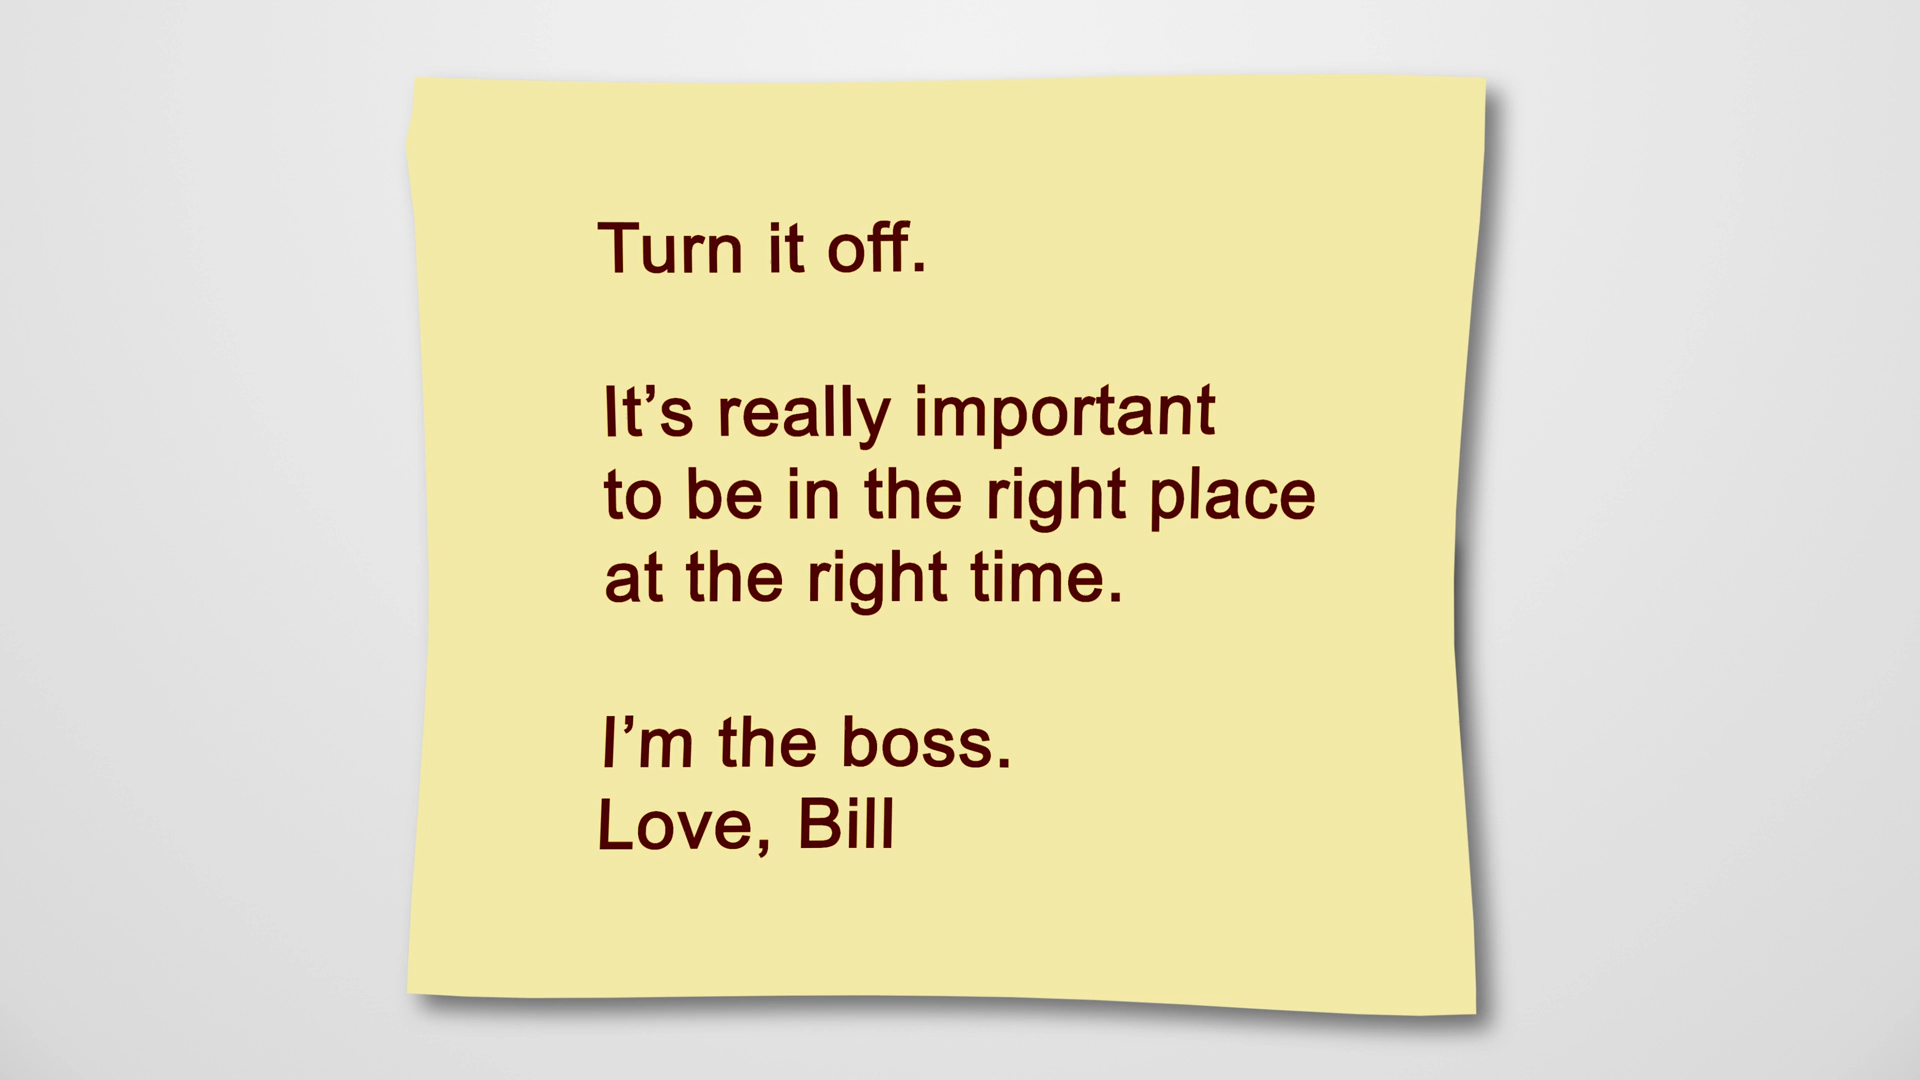 Turn it off.
It’s really important
to be in the right place
at the right time.
I’m the boss.
Love, Bill